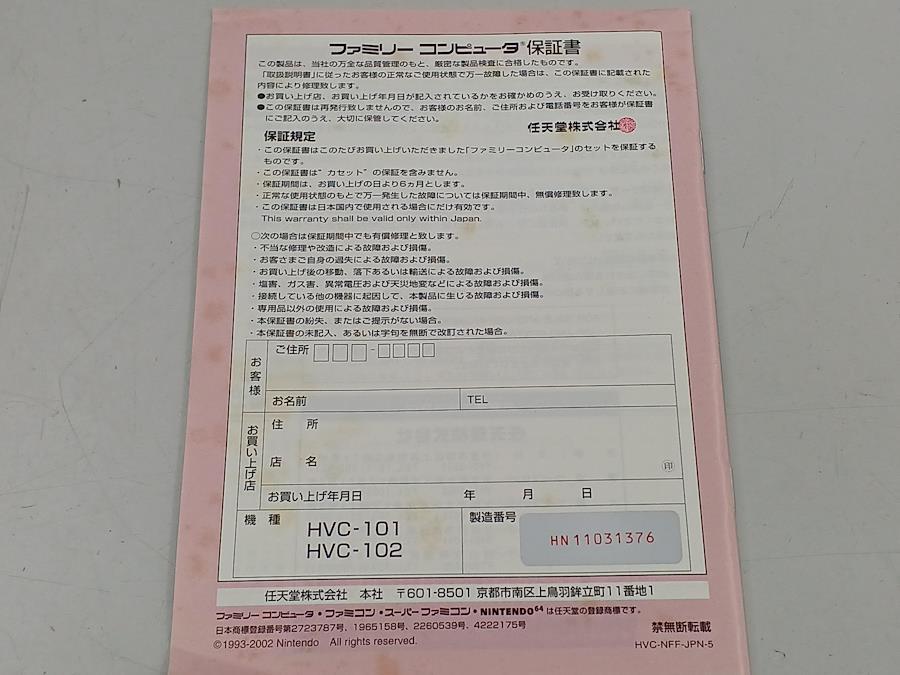 ファミリー コンピュータ®保証書
この製品は、当社の万全な品質管理のもと、厳密な製品検査に合格したものです。
「取扱説明書」に従ったお客様の正常なご使用状態で万一故障した場合は、この保証書に記載された
内容により修理致します。
●お買い上げ店、お買い上げ年月日が記入されているかをお確かめのうえ、お受け取りください。
●この保証書は再発行致しませんので、お客様のお名前、ご住所および電話番号をお客様が保証書
にご記入のうえ、大切に保管してください。
任天堂株式会社
保証規定
・この保証書はこのたびお買い上げいただきました「ファミリーコンピュータ」のセットを保証する
ものです。
・この保証書は"カセット"の保証を含みません。
・保証期間は、お買い上げの日より6ヵ月とします。
・正常な使用状態のもとで万一発生した故障については保証期間中、無償修理致します。
・この保証書は日本国内で使用される場合にだけ有効です。
This warranty shall be valid only within Japan.
○次の場合は保証期間中でも有償修理と致します。
・不当な修理や改造による故障および損傷。
・お客さまご自身の過失による故障および損傷。
・お買い上げ後の移動、落下あるいは輸送による故障および損傷。
・塩害、ガス害、異常電圧および天災地変などによる故障および損傷。
・接続している他の機器に起因して、本製品に生じる故障および損傷。
・専用品以外の使用による故障および損傷。
・本保証書の紛失、またはご提示がない場合。
・本保証書の未記入、あるいは字句を無断で改訂された場合。
お客様
ご住所 □□□-□□□□
お名前 TEL
お買い上げ店
住 所
店 名 印
お買い上げ年月日 年 月 日
機 種 HVC-101
HVC-102
製造番号 HN11031376
任天堂株式会社 本社 〒601-8501 京都市南区上鳥羽鉾立町11番地1
ファミリー コンピュータ・ファミコン・スーパー ファミコン・NINTENDO64 は任天堂の登録商標です。
日本商標登録番号第2723787号、1965158号、2260539号、4222175号
©1993-2002 Nintendo All rights reserved.
禁無断転載
HVC-NFF-JPN-5